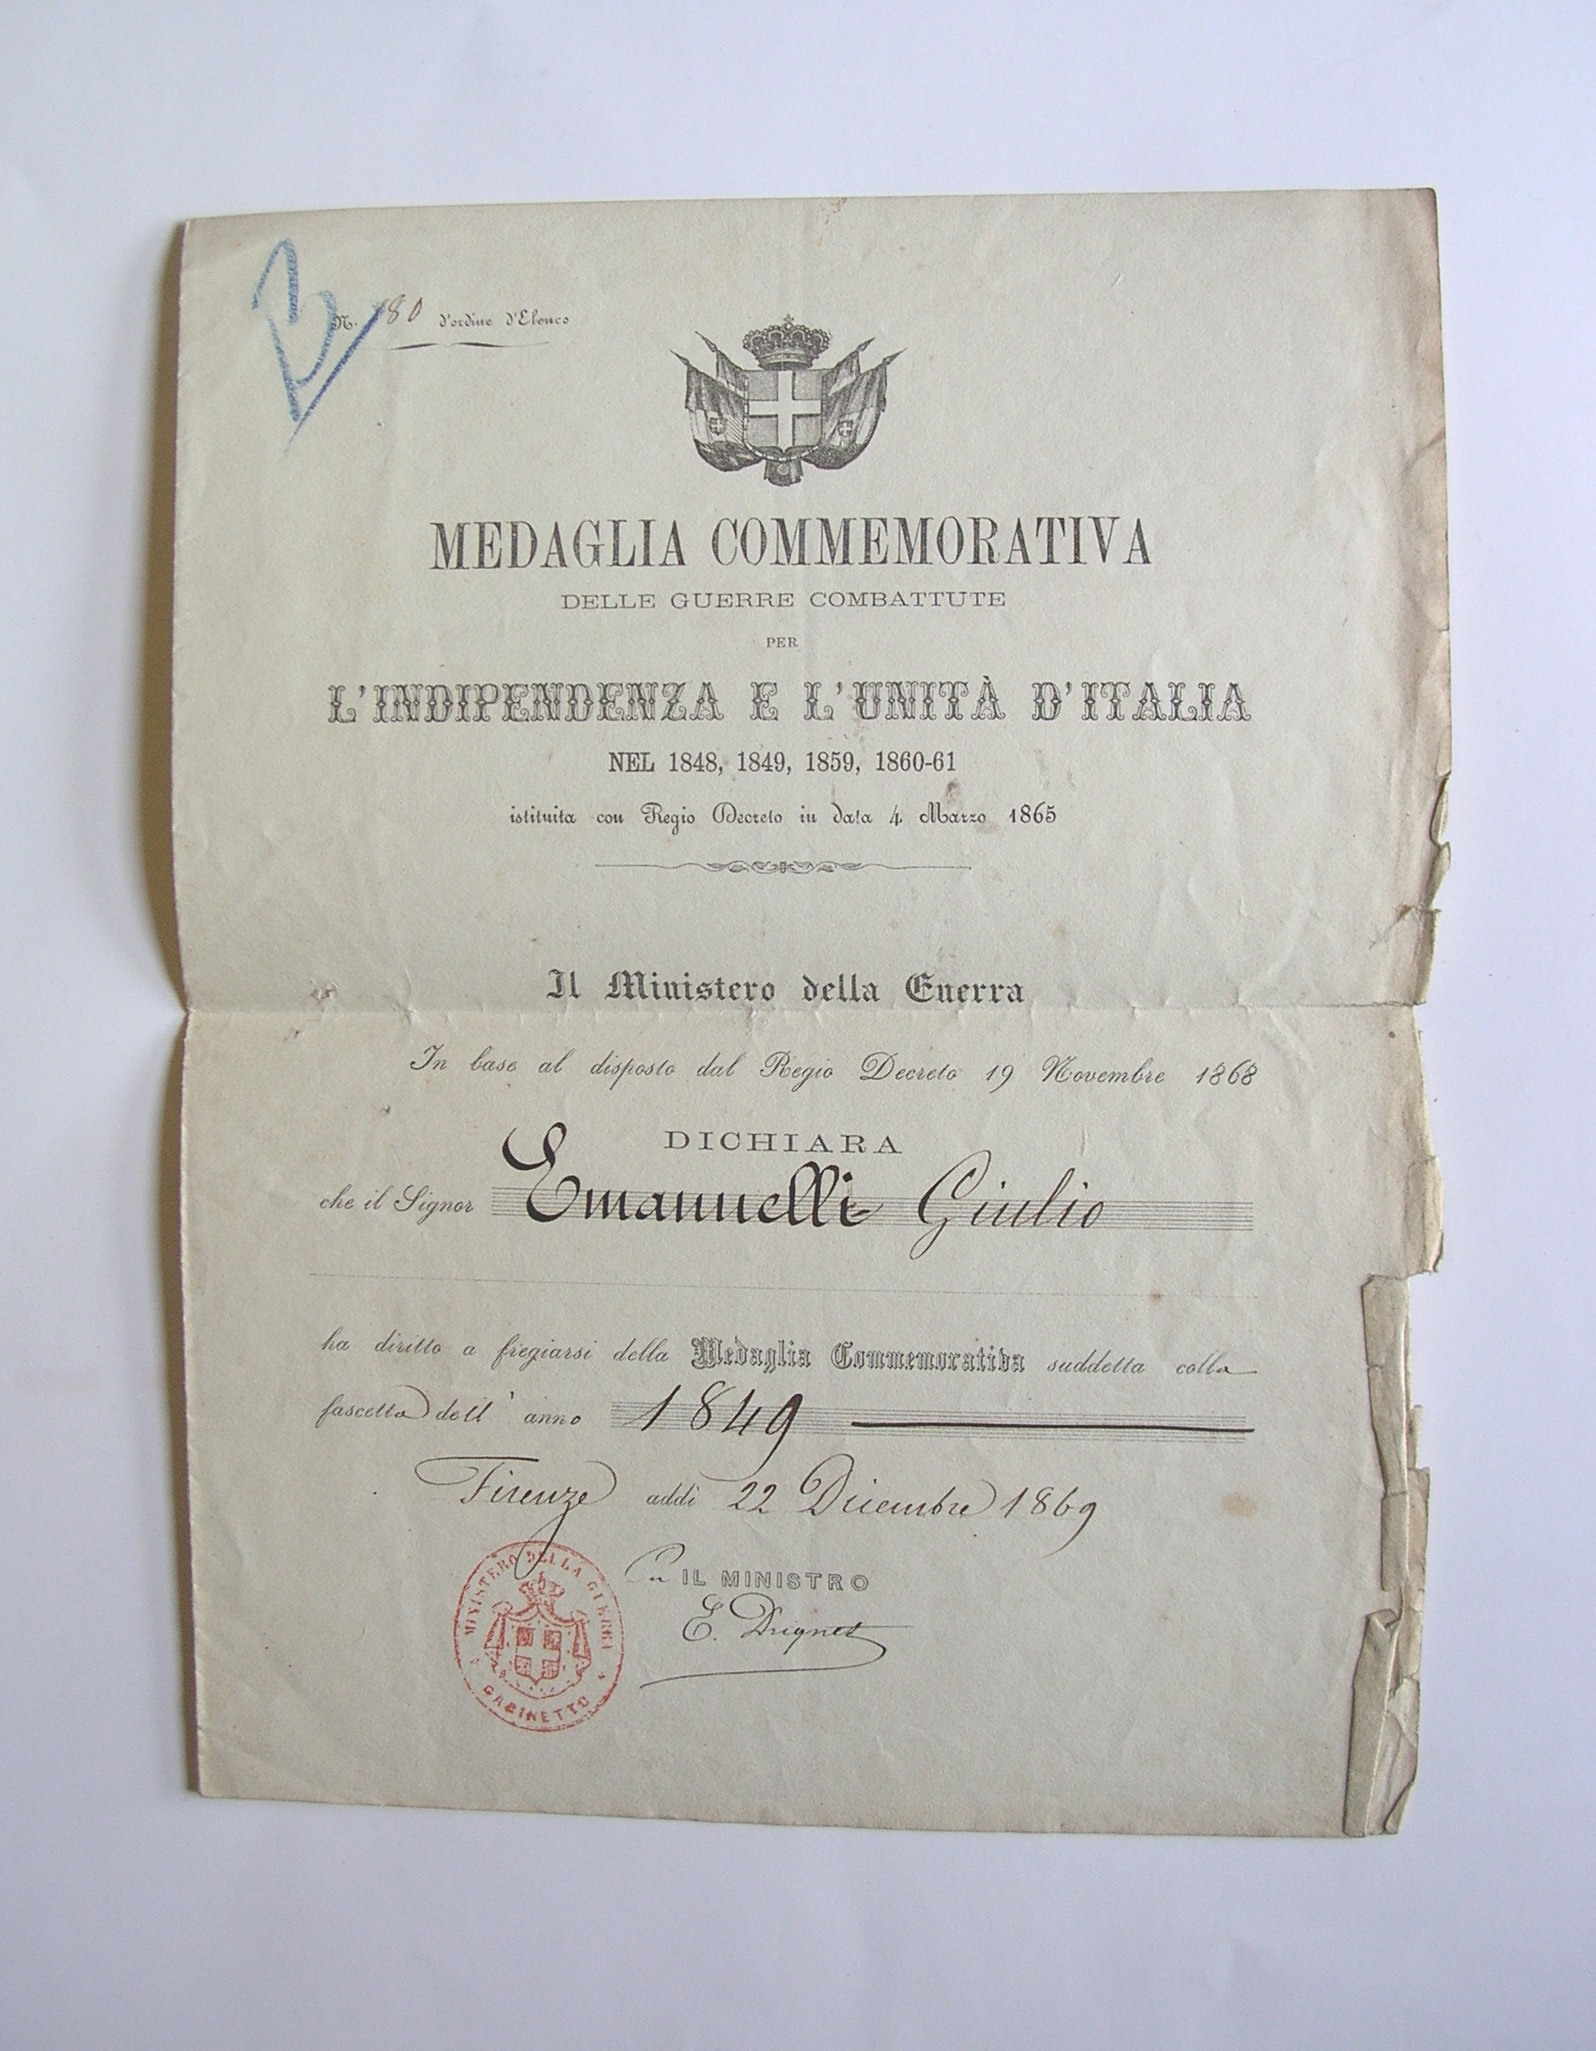 N. 180 d'ordine d'Elenco
MEDAGLIA COMMEMORATIVA
DELLE GUERRE COMBATTUTE
PER
L'INDIPENDENZA E L'UNITÀ D'ITALIA
NEL 1848, 1849, 1859, 1860-61
istituita con Regio Decreto in data 4 Marzo 1865
Il Ministero della Guerra
In base al disposto dal Regio Decreto 19 Novembre 1868
DICHIARA
che il Signor Emannuelli Giulio
ha diritto a fregiarsi della Medaglia Commemorativa suddetta colla
fascetta dell' anno 1849
Firenze addì 22 Dicembre 1869
IL MINISTRO
E. Driquet
MINISTERO DELLA GUERRA
GABINETTO